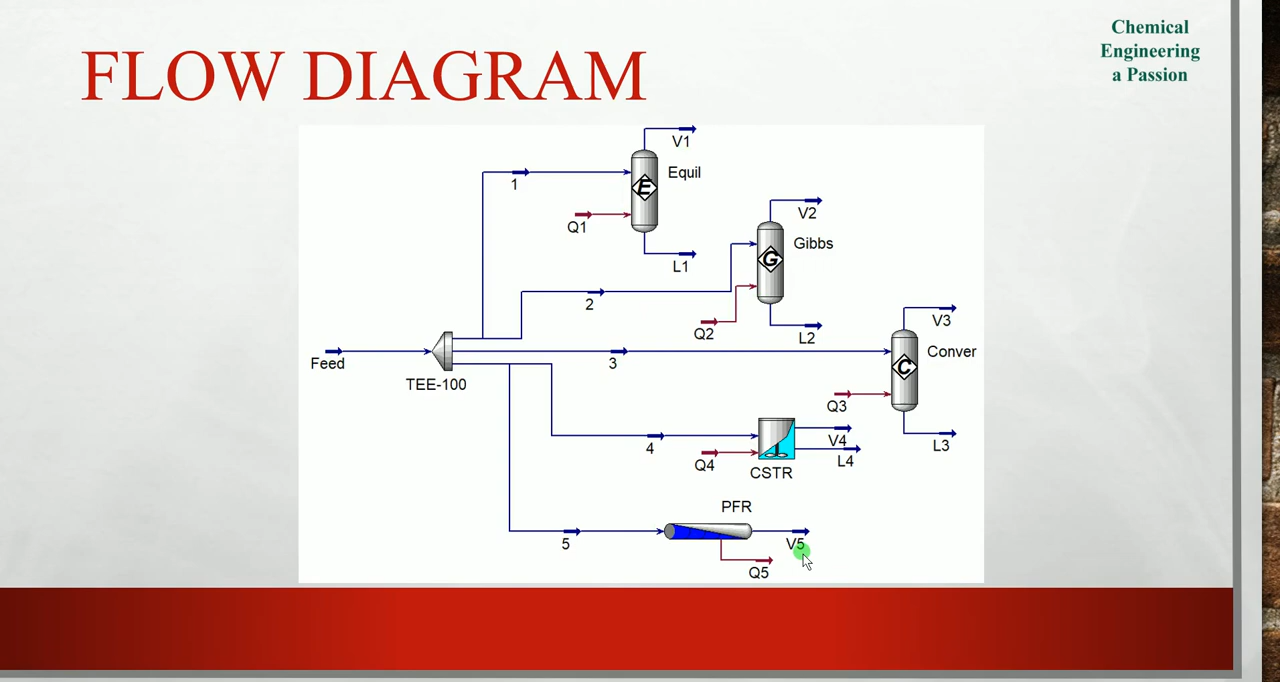 FLOW DIAGRAM
Chemical
Engineering
a Passion
V1
1
Equil
E
Q1
L1
V2
Gibbs
G
2
Q2
L2
V3
Feed
3
Conver
C
TEE-100
Q3
4
V4
L3
Q4
L4
CSTR
PFR
5
V5
Q5